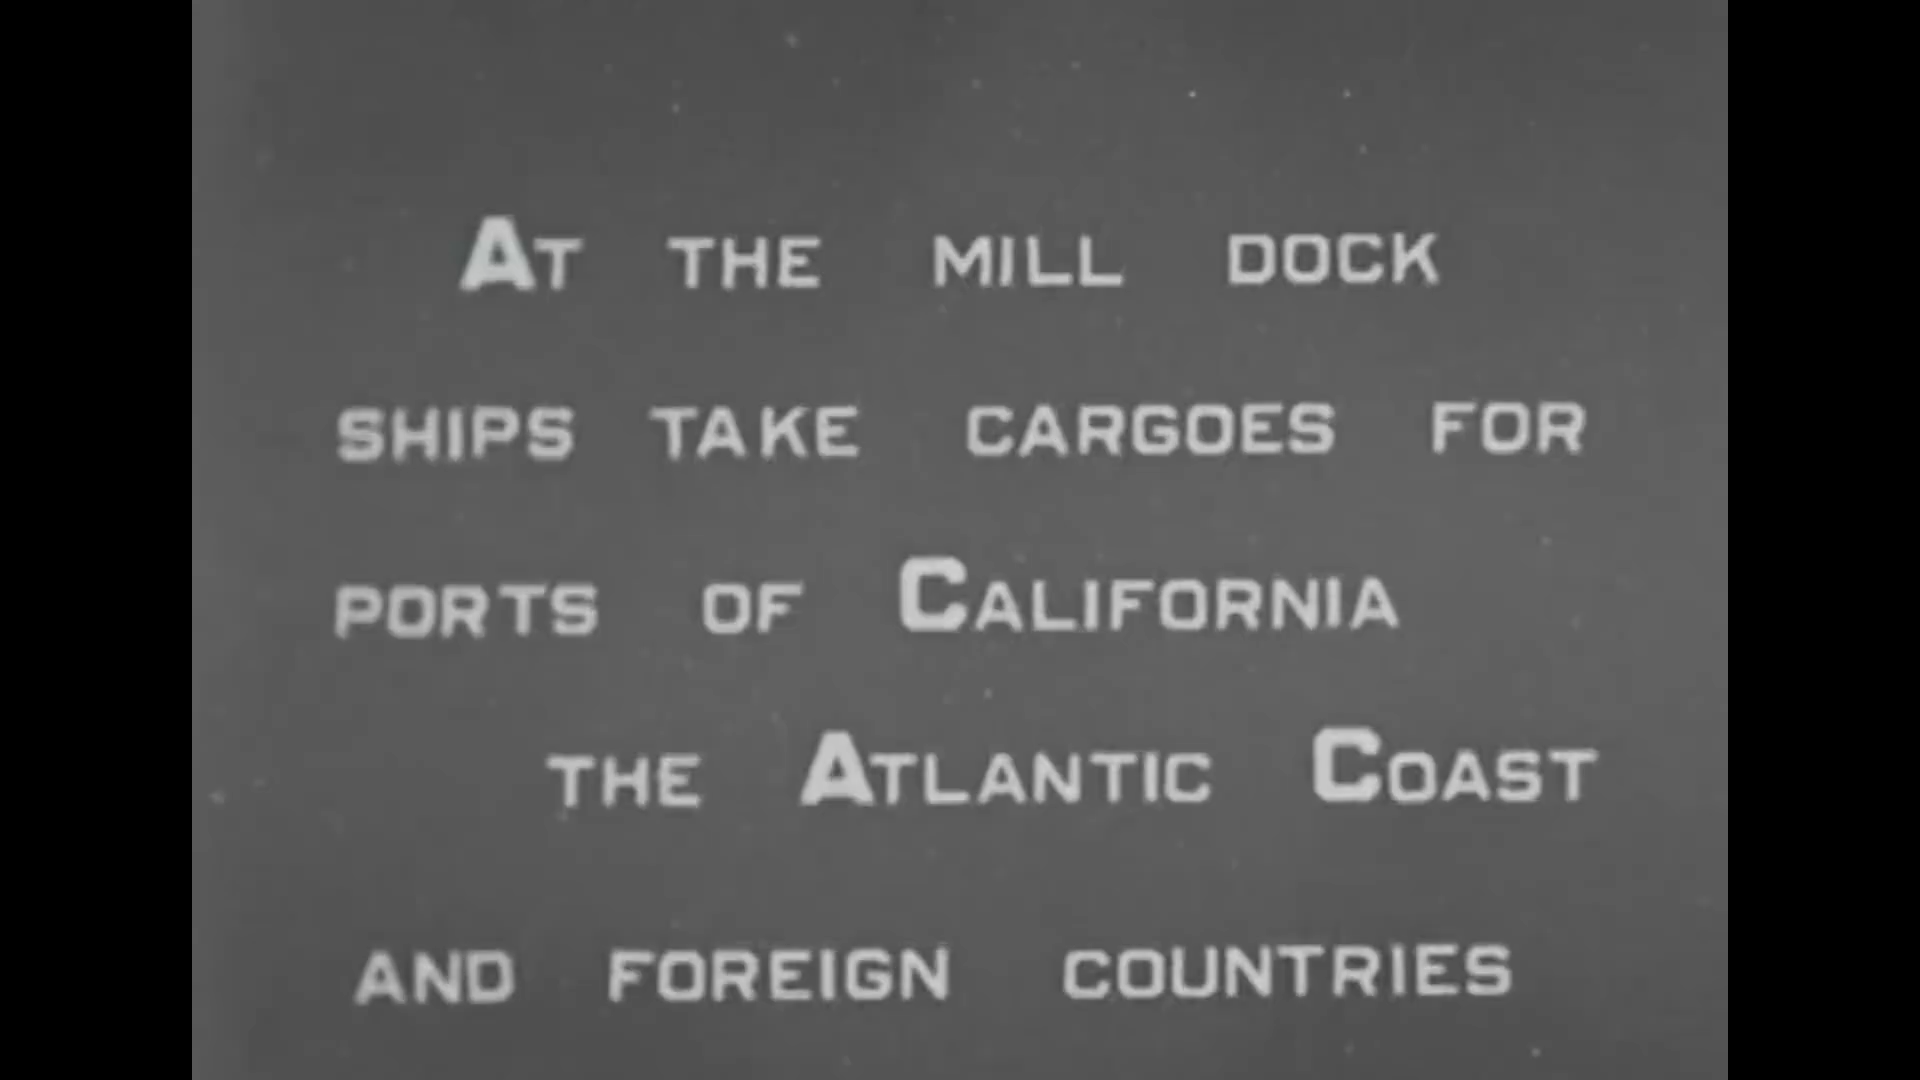 AT THE MILL DOCK
SHIPS TAKE CARGOES FOR
PORTS OF CALIFORNIA
THE ATLANTIC COAST
AND FOREIGN COUNTRIES